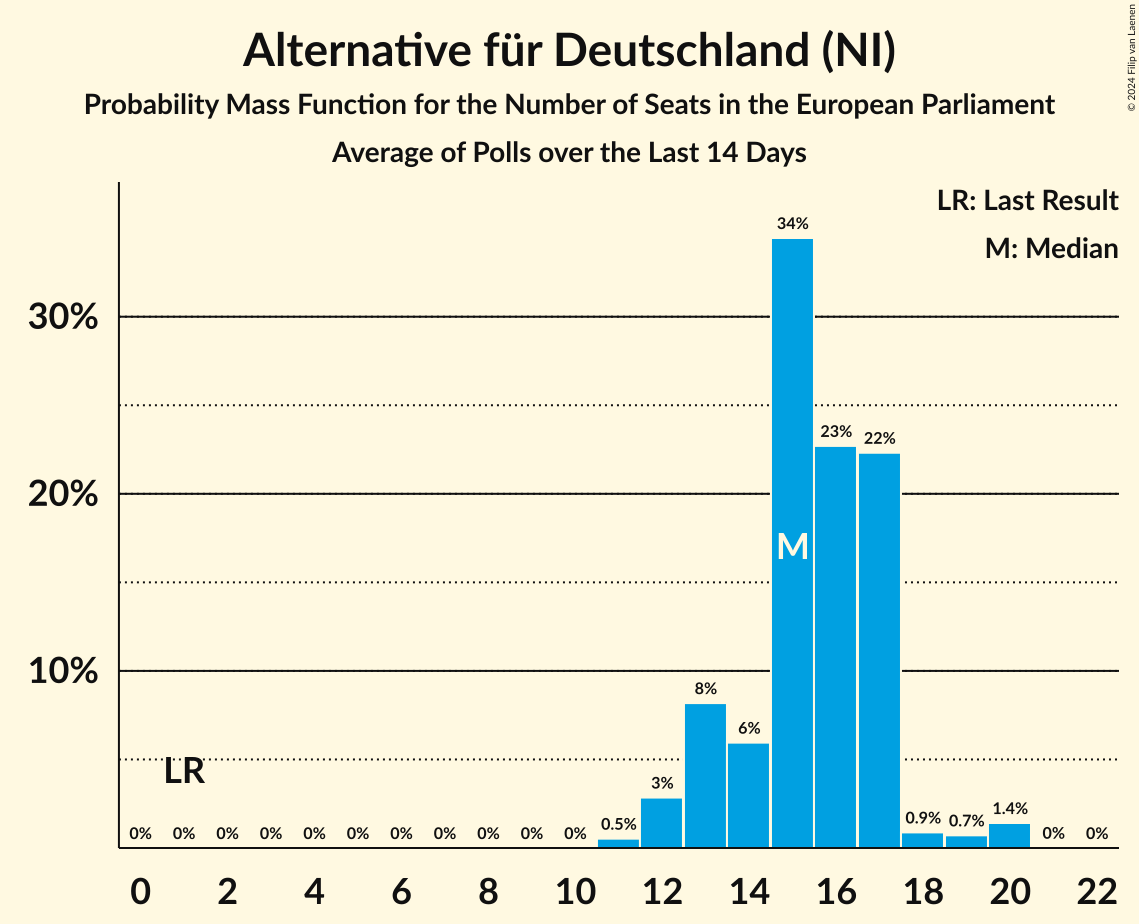 Alternative für Deutschland (NI)
Probability Mass Function for the Number of Seats in the European Parliament
Average of Polls over the Last 14 Days
© 2024 Filip van Laenen
LR: Last Result
M: Median
34%
30%
23%
22%
20%
M
10%
8%
6%
LR
3%
0% 0% 0% 0% 0% 0% 0% 0% 0% 0% 0% 0.5% 0.9% 0.7% 1.4% 0% 0%
0 2 4 6 8 10 12 14 16 18 20 22